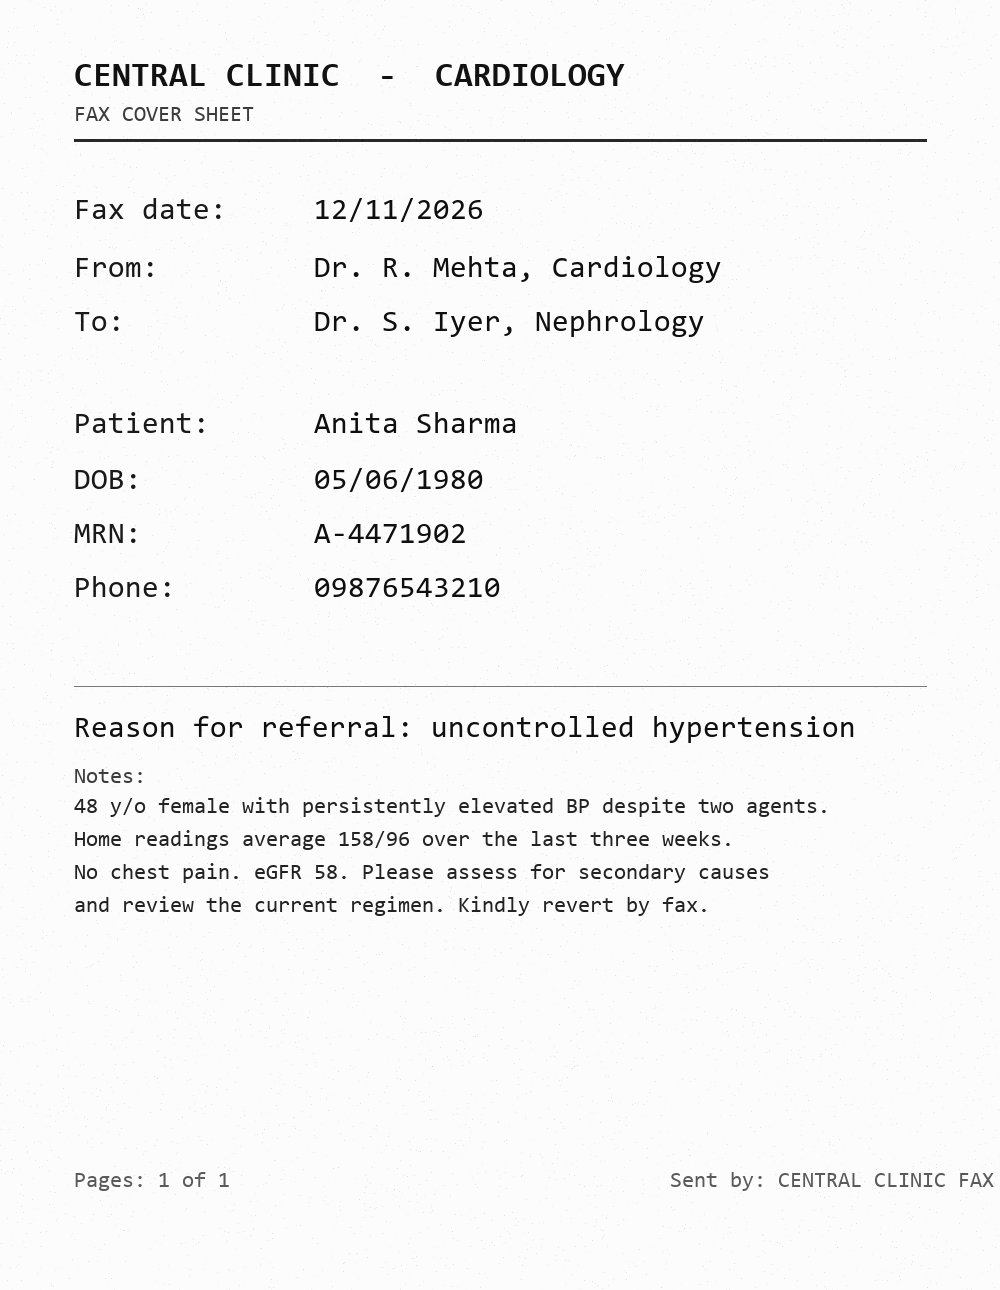 CENTRAL CLINIC - CARDIOLOGY
FAX COVER SHEET
Fax date: 12/11/2026
From: Dr. R. Mehta, Cardiology
To: Dr. S. Iyer, Nephrology
Patient: Anita Sharma
DOB: 05/06/1980
MRN: A-4471902
Phone: 09876543210
Reason for referral: uncontrolled hypertension
Notes:
48 y/o female with persistently elevated BP despite two agents.
Home readings average 158/96 over the last three weeks.
No chest pain. eGFR 58. Please assess for secondary causes
and review the current regimen. Kindly revert by fax.
Pages: 1 of 1 Sent by: CENTRAL CLINIC FAX